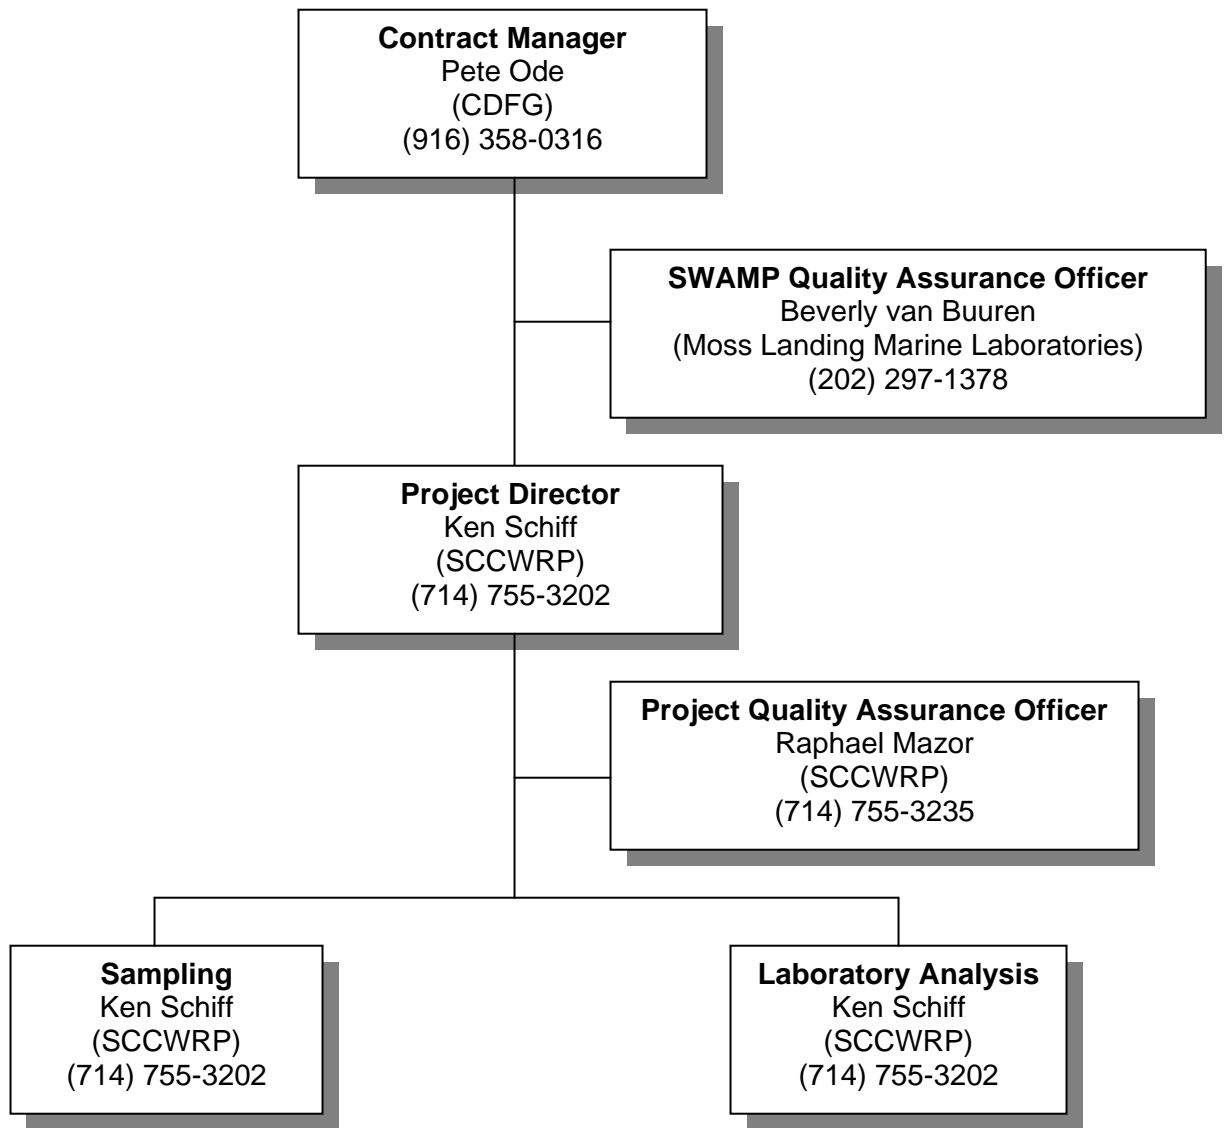 Contract Manager
Pete Ode
(CDFG)
(916) 358-0316
SWAMP Quality Assurance Officer
Beverly van Buuren
(Moss Landing Marine Laboratories)
(202) 297-1378
Project Director
Ken Schiff
(SCCWRP)
(714) 755-3202
Project Quality Assurance Officer
Raphael Mazor
(SCCWRP)
(714) 755-3235
Sampling
Ken Schiff
(SCCWRP)
(714) 755-3202
Laboratory Analysis
Ken Schiff
(SCCWRP)
(714) 755-3202